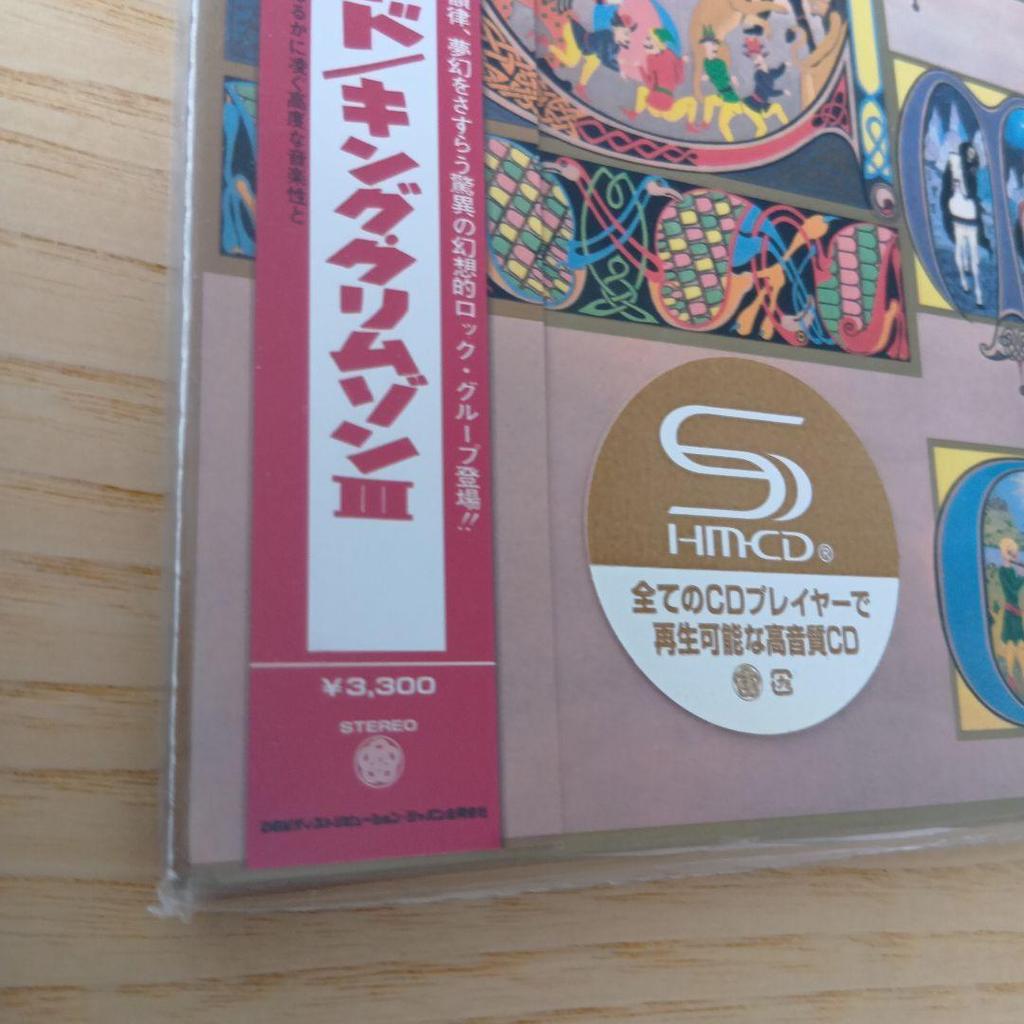 ド/キング・クリムゾンIII
韻律、夢幻をさすらう驚異の幻想的ロック・グループ登場!!
るかに凌ぐ高度な音楽性と
¥3,300
STEREO
SHM-CD®
全てのCDプレイヤーで
再生可能な高音質CD